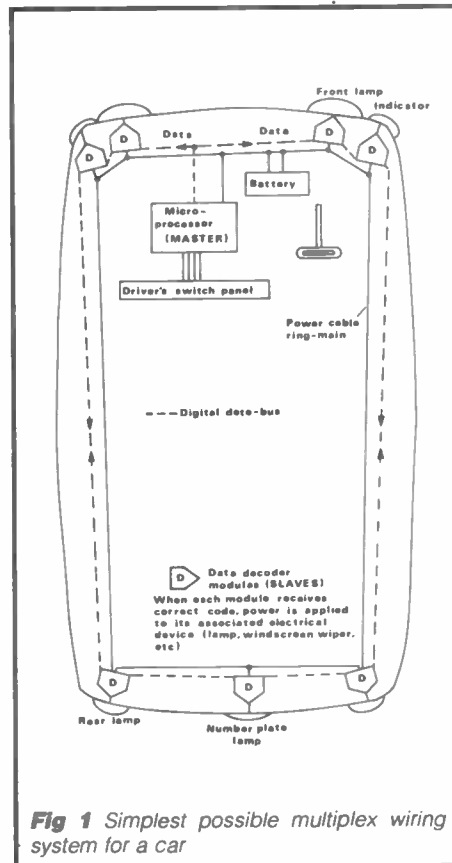 Front lamp
Indicator
D
D
Data
Data
D
D
Battery
Micro-
processor
(MASTER)
Driver's switch panel
Power cable
ring-main
---Digital data-bus
D
Data decoder
modules (SLAVES)
When each module receives
correct code, power is applied
to its associated electrical
device (lamp, windscreen wiper,
etc)
D
D
D
Rear lamp
Number plate
lamp
Fig 1 Simplest possible multiplex wiring
system for a car